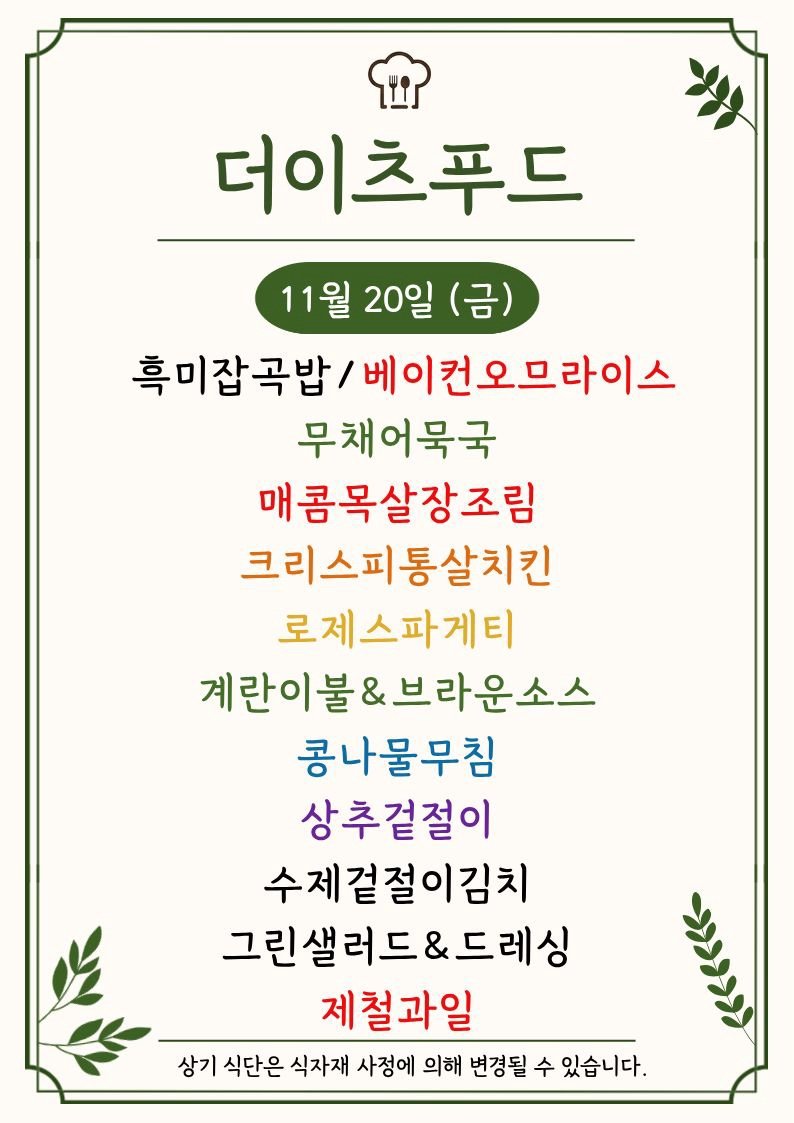 더이츠푸드
11월 20일 (금)
흑미잡곡밥/베이컨오므라이스
무채어묵국
매콤목살장조림
크리스피통살치킨
로제스파게티
계란이불&브라운소스
콩나물무침
상추겉절이
수제겉절이김치
그린샐러드&드레싱
제철과일
상기 식단은 식자재 사정에 의해 변경될 수 있습니다.